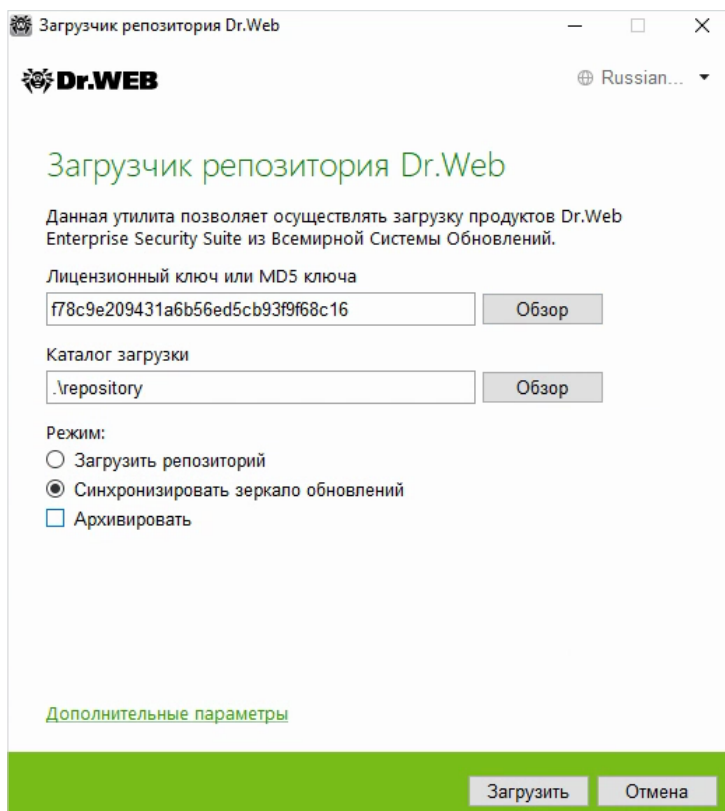 Загрузчик репозитория Dr.Web
Dr.WEB
Russian...
Загрузчик репозитория Dr.Web
Данная утилита позволяет осуществлять загрузку продуктов Dr.Web
Enterprise Security Suite из Всемирной Системы Обновлений.
Лицензионный ключ или MD5 ключа
f78c9e209431a6b56ed5cb93f9f68c16
Обзор
Каталог загрузки
.\repository
Обзор
Режим:
Загрузить репозиторий
Синхронизировать зеркало обновлений
Архивировать
Дополнительные параметры
Загрузить
Отмена